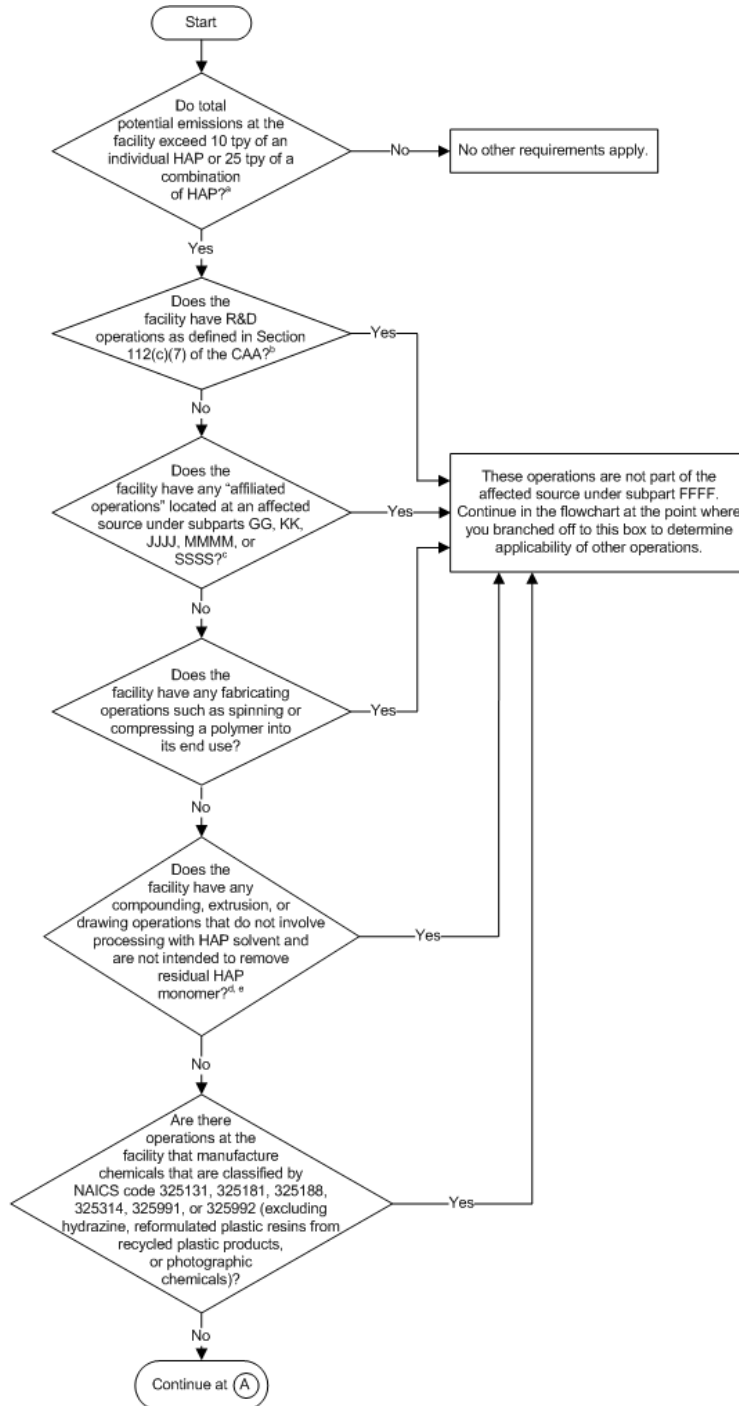 Start
Do total
potential emissions at the
facility exceed 10 tpy of an
individual HAP or 25 tpy of a
combination
of HAP?ᵃ
No
No other requirements apply.
Yes
Does the
facility have R&D
operations as defined in Section
112(c)(7) of the CAA?ᵇ
Yes
No
Does the
facility have any “affiliated
operations” located at an affected
source under subparts GG, KK,
JJJJ, MMMM, or
SSSS?ᶜ
Yes
These operations are not part of the
affected source under subpart FFFF.
Continue in the flowchart at the point where
you branched off to this box to determine
applicability of other operations.
No
Does the
facility have any fabricating
operations such as spinning or
compressing a polymer into
its end use?
Yes
No
Does the
facility have any
compounding, extrusion, or
drawing operations that do not involve
processing with HAP solvent and
are not intended to remove
residual HAP
monomer?ᵈ, ᵉ
Yes
No
Are there
operations at the
facility that manufacture
chemicals that are classified by
NAICS code 325131, 325181, 325188,
325314, 325991, or 325992 (excluding
hydrazine, reformulated plastic resins from
recycled plastic products,
or photographic
chemicals)?
Yes
No
Continue at A